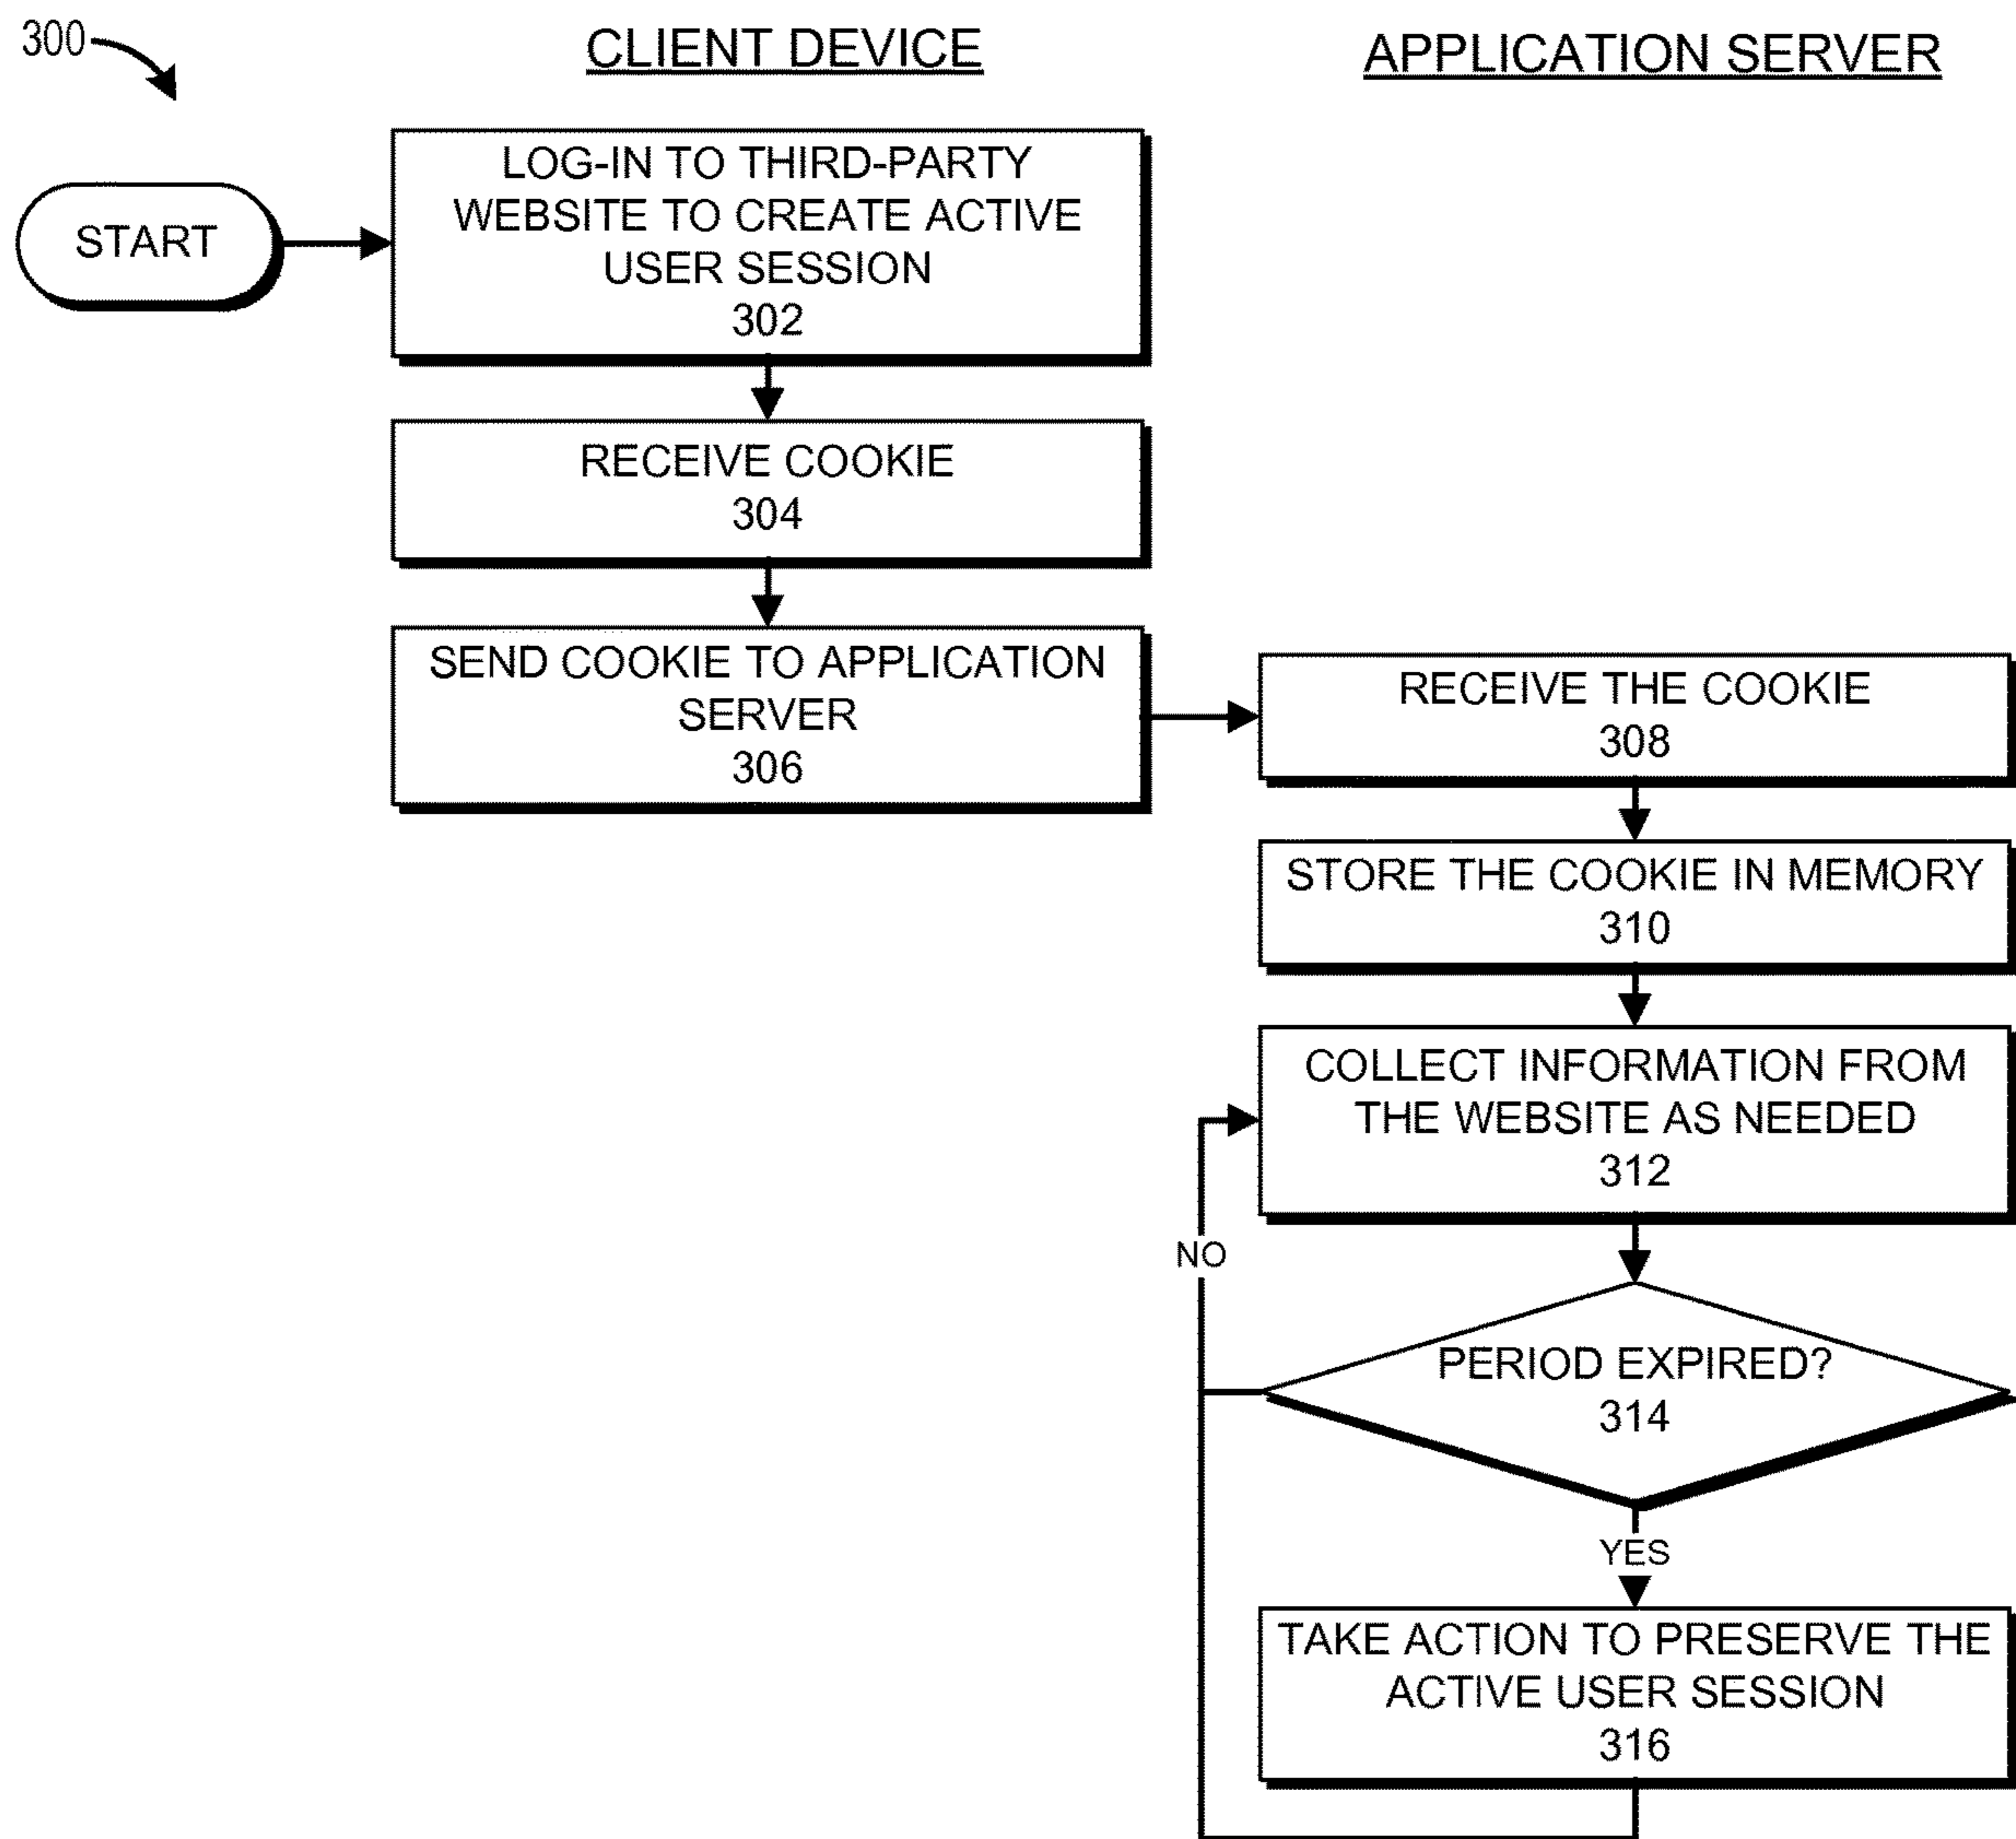 300
CLIENT DEVICE
APPLICATION SERVER
START
LOG-IN TO THIRD-PARTY
WEBSITE TO CREATE ACTIVE
USER SESSION
302
RECEIVE COOKIE
304
SEND COOKIE TO APPLICATION
SERVER
306
RECEIVE THE COOKIE
308
STORE THE COOKIE IN MEMORY
310
COLLECT INFORMATION FROM
THE WEBSITE AS NEEDED
312
NO
PERIOD EXPIRED?
314
YES
TAKE ACTION TO PRESERVE THE
ACTIVE USER SESSION
316